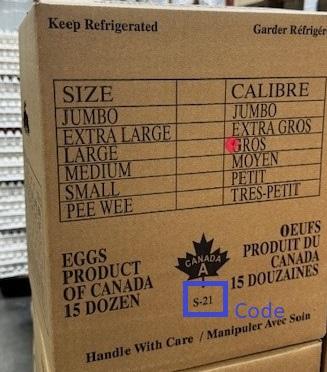 Keep Refrigerated Garder Réfrigér
SIZE CALIBRE
JUMBO JUMBO
EXTRA LARGE EXTRA GROS
LARGE GROS
MEDIUM MOYEN
SMALL PETIT
PEE WEE TRES-PETIT
EGGS
PRODUCT
OF CANADA
15 DOZEN
CANADA
A
S-21
Code
ŒUFS
PRODUIT DU
CANADA
15 DOUZAINES
Handle With Care / Manipuler Avec Soin